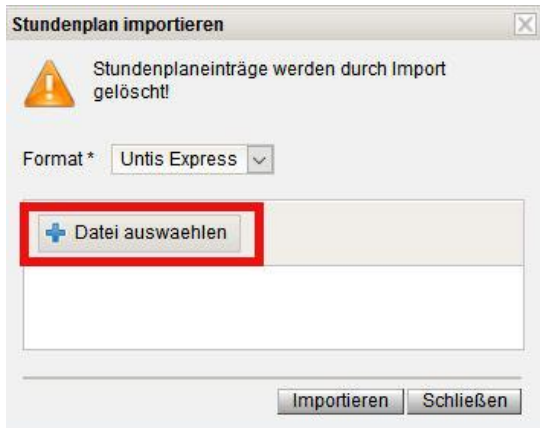 Stundenplan importieren
Stundenplaneinträge werden durch Import
gelöscht!
Format * Untis Express
Datei auswaehlen
Importieren Schließen